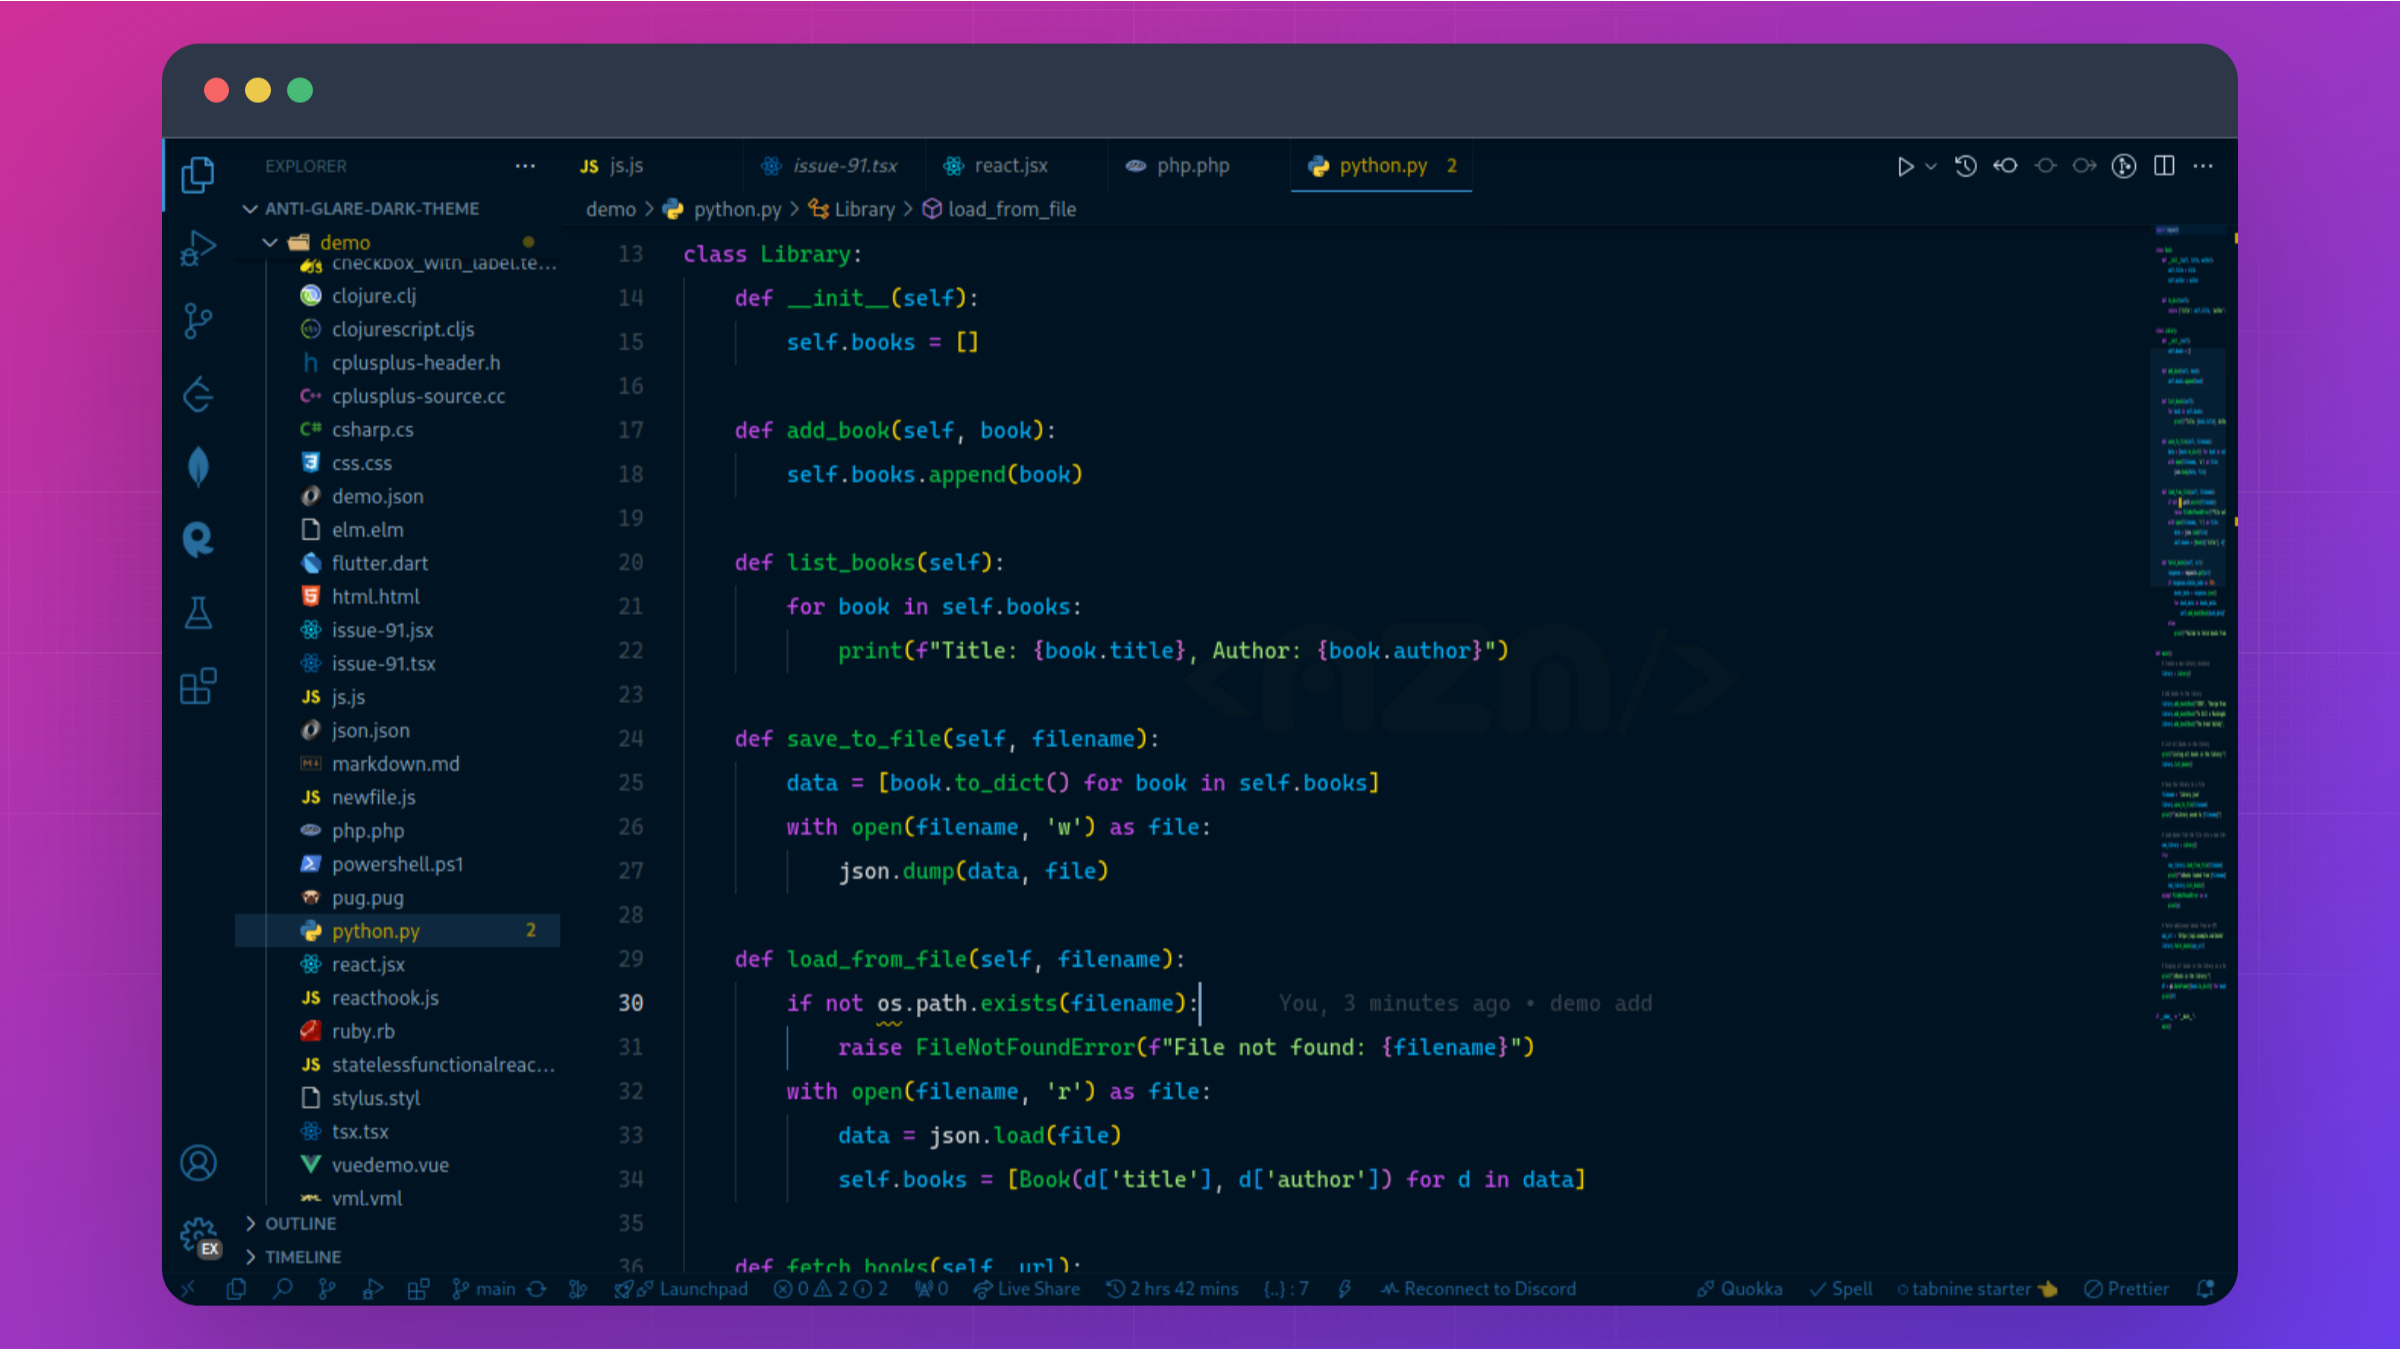 EXPLORER
ANTI-GLARE-DARK-THEME
demo
checkbox_with_label.te...
clojure.clj
clojurescript.cljs
cplusplus-header.h
cplusplus-source.cc
csharp.cs
css.css
demo.json
elm.elm
flutter.dart
html.html
issue-91.jsx
issue-91.tsx
JS js.js
json.json
markdown.md
JS newfile.js
php.php
powershell.ps1
pug.pug
python.py 2
react.jsx
JS reacthook.js
ruby.rb
JS statelessfunctionalreac...
stylus.styl
tsx.tsx
vuedemo.vue
vml.vml
OUTLINE
TIMELINE
EX
JS js.js issue-91.tsx react.jsx php.php python.py 2
demo > python.py > Library > load_from_file
13 class Library:
14 def __init__(self):
15 self.books = []
16
17 def add_book(self, book):
18 self.books.append(book)
19
20 def list_books(self):
21 for book in self.books:
22 print(f"Title: {book.title}, Author: {book.author}")
23
24 def save_to_file(self, filename):
25 data = [book.to_dict() for book in self.books]
26 with open(filename, 'w') as file:
27 json.dump(data, file)
28
29 def load_from_file(self, filename):
30 if not os.path.exists(filename): You, 3 minutes ago • demo add
31 raise FileNotFoundError(f"File not found: {filename}")
32 with open(filename, 'r') as file:
33 data = json.load(file)
34 self.books = [Book(d['title'], d['author']) for d in data]
35
36 def fetch_books(self, url):
main 0 2 2 Launchpad 0 Live Share 2 hrs 42 mins {..} : 7 Reconnect to Discord Quokka Spell tabnine starter Prettier